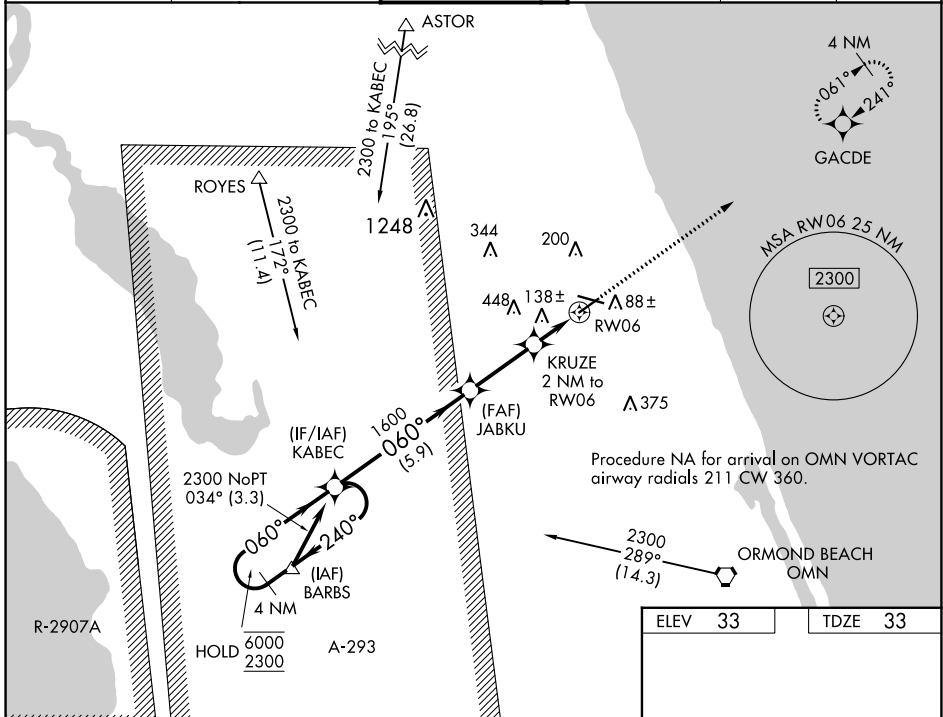 ASTOR
4 NM
061°
241°
GACDE
2300 to KABEC
195°
(26.8)
ROYES
2300 to KABEC
172°
(11.4)
1248
344
200
448
138±
88±
RW06
MSA RW06 25 NM
2300
KRUZE
2 NM to
RW06
(FAF)
JABKU
375
1600
060°
(5.9)
(IF/IAF)
KABEC
2300 NoPT
034° (3.3)
Procedure NA for arrival on OMN VORTAC
airway radials 211 CW 360.
060°
240°
(IAF)
BARBS
4 NM
2300
289°
(14.3)
ORMOND BEACH
OMN
R-2907A
HOLD
6000
2300
A-293
ELEV 33
TDZE 33